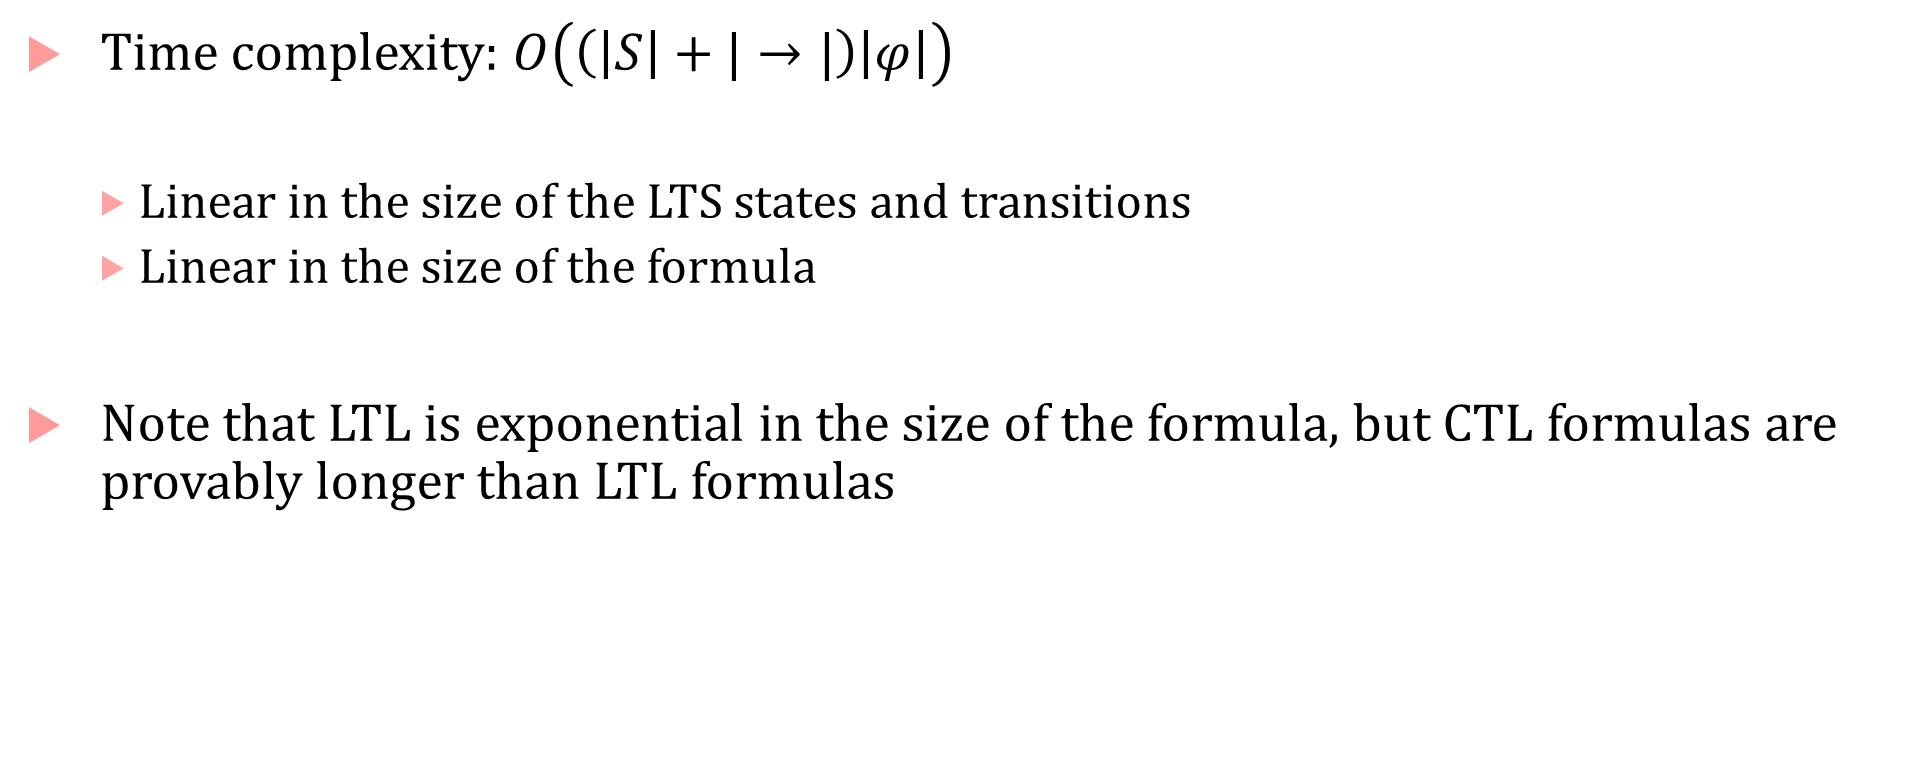 Time complexity: O((|S| + | → |)|φ|)
Linear in the size of the LTS states and transitions
Linear in the size of the formula
Note that LTL is exponential in the size of the formula, but CTL formulas are
provably longer than LTL formulas